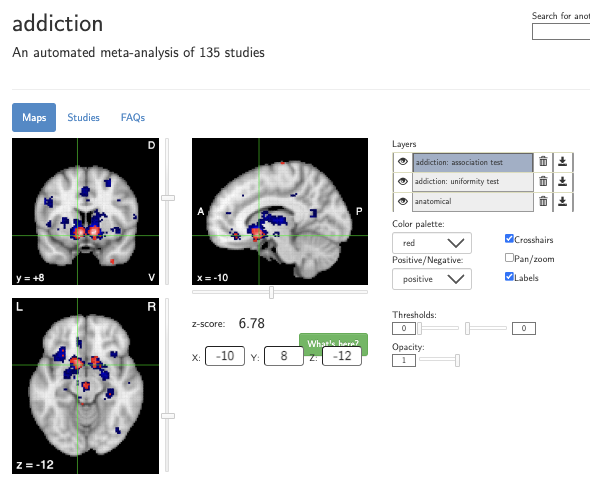 addiction
Search for anot
An automated meta-analysis of 135 studies
Maps Studies FAQs
D
y = +8 V
A P
x = -10
L R
z = -12
z-score: 6.78
What's here?
X: -10 Y: 8 Z: -12
Layers
addiction: association test
addiction: uniformity test
anatomical
Color palette:
red
Positive/Negative:
positive
Crosshairs
Pan/zoom
Labels
Thresholds:
0 0
Opacity:
1